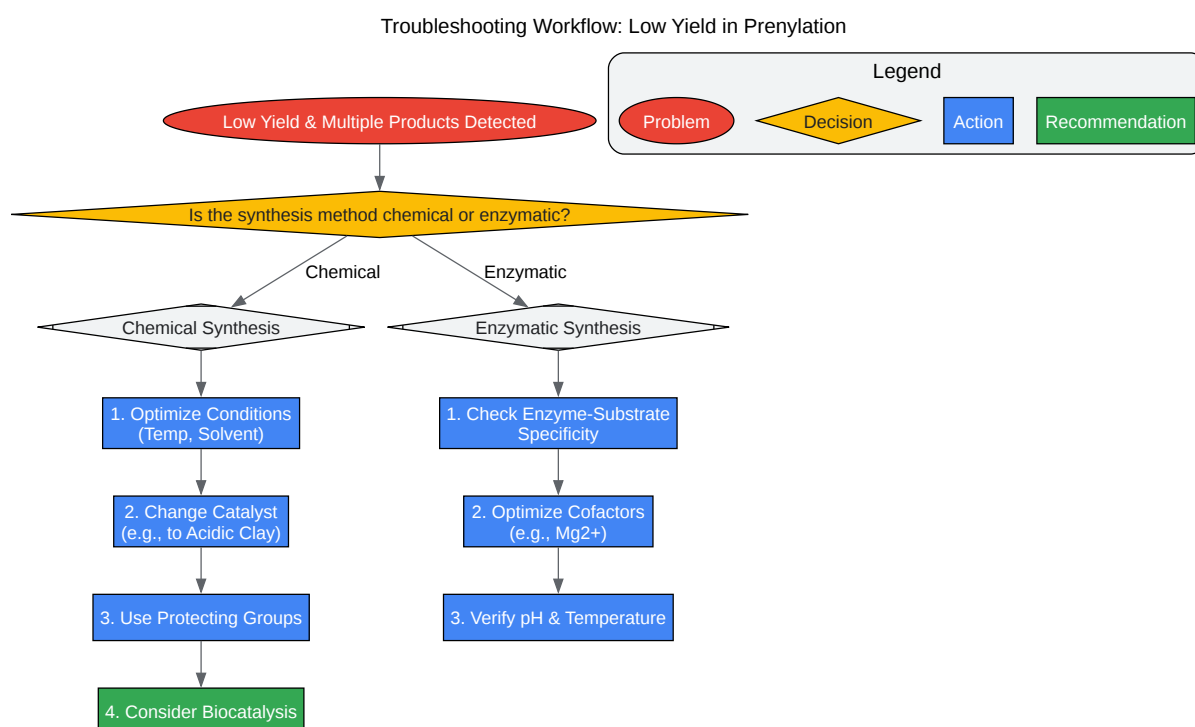 Troubleshooting Workflow: Low Yield in Prenylation
Legend
Problem
Decision
Action
Recommendation
Low Yield & Multiple Products Detected
Is the synthesis method chemical or enzymatic?
Chemical
Enzymatic
Chemical Synthesis
Enzymatic Synthesis
1. Optimize Conditions
(Temp, Solvent)
2. Change Catalyst
(e.g., to Acidic Clay)
3. Use Protecting Groups
4. Consider Biocatalysis
1. Check Enzyme-Substrate
Specificity
2. Optimize Cofactors
(e.g., Mg2+)
3. Verify pH & Temperature